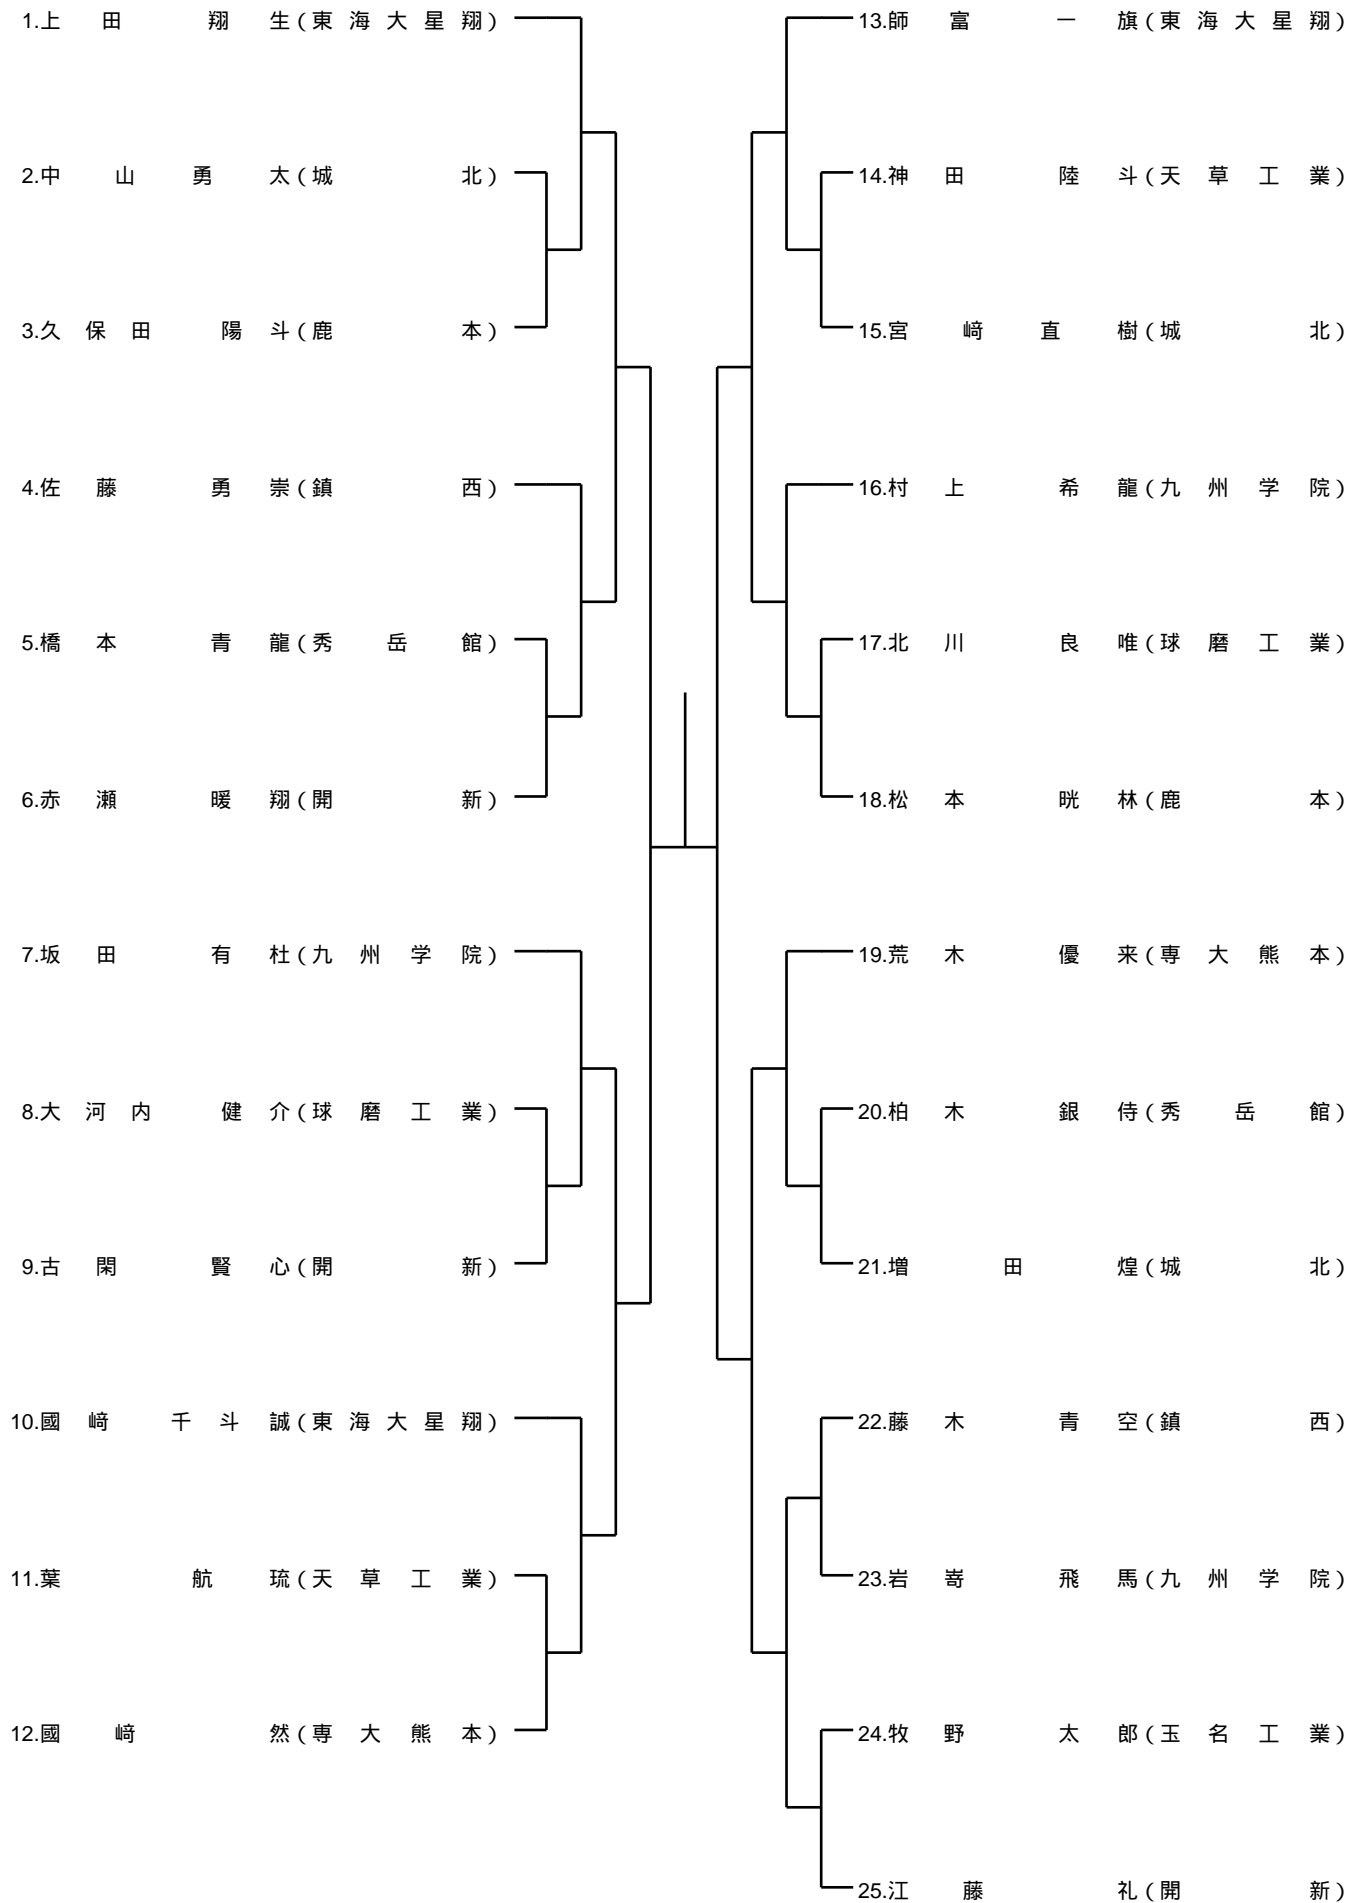 1.上田 翔生(東海大星翔)
2.中山勇太(城北)
3.久保田 陽斗(鹿本)
4.佐藤 勇崇(鎮西)
5.橋本 青龍(秀岳館)
6.赤瀬 暖翔(開新)
7.坂田 有杜(九州学院)
8.大河内 健介(球磨工業)
9.古閑 賢心(開新)
10.國﨑 千斗誠(東海大星翔)
11.葉 航琉(天草工業)
12.國﨑 然(専大熊本)
13.師富 一旗(東海大星翔)
14.神田 陸斗(天草工業)
15.宮﨑直樹(城北)
16.村上 希龍(九州学院)
17.北川 良唯(球磨工業)
18.松本 晄林(鹿本)
19.荒木 優来(専大熊本)
20.柏木 銀侍(秀岳館)
21.増田 煌(城北)
22.藤木 青空(鎮西)
23.岩嵜 飛馬(九州学院)
24.牧野 太郎(玉名工業)
25.江藤 礼(開新)